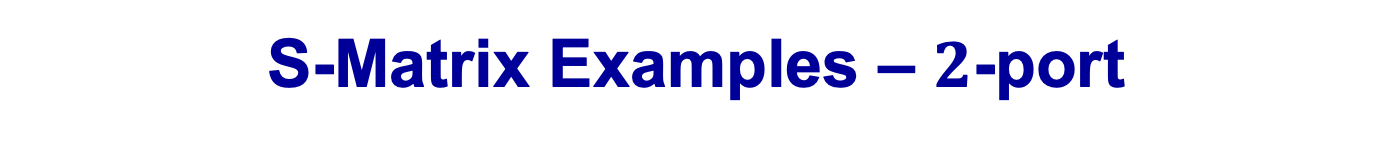 S-Matrix Examples – 2-port